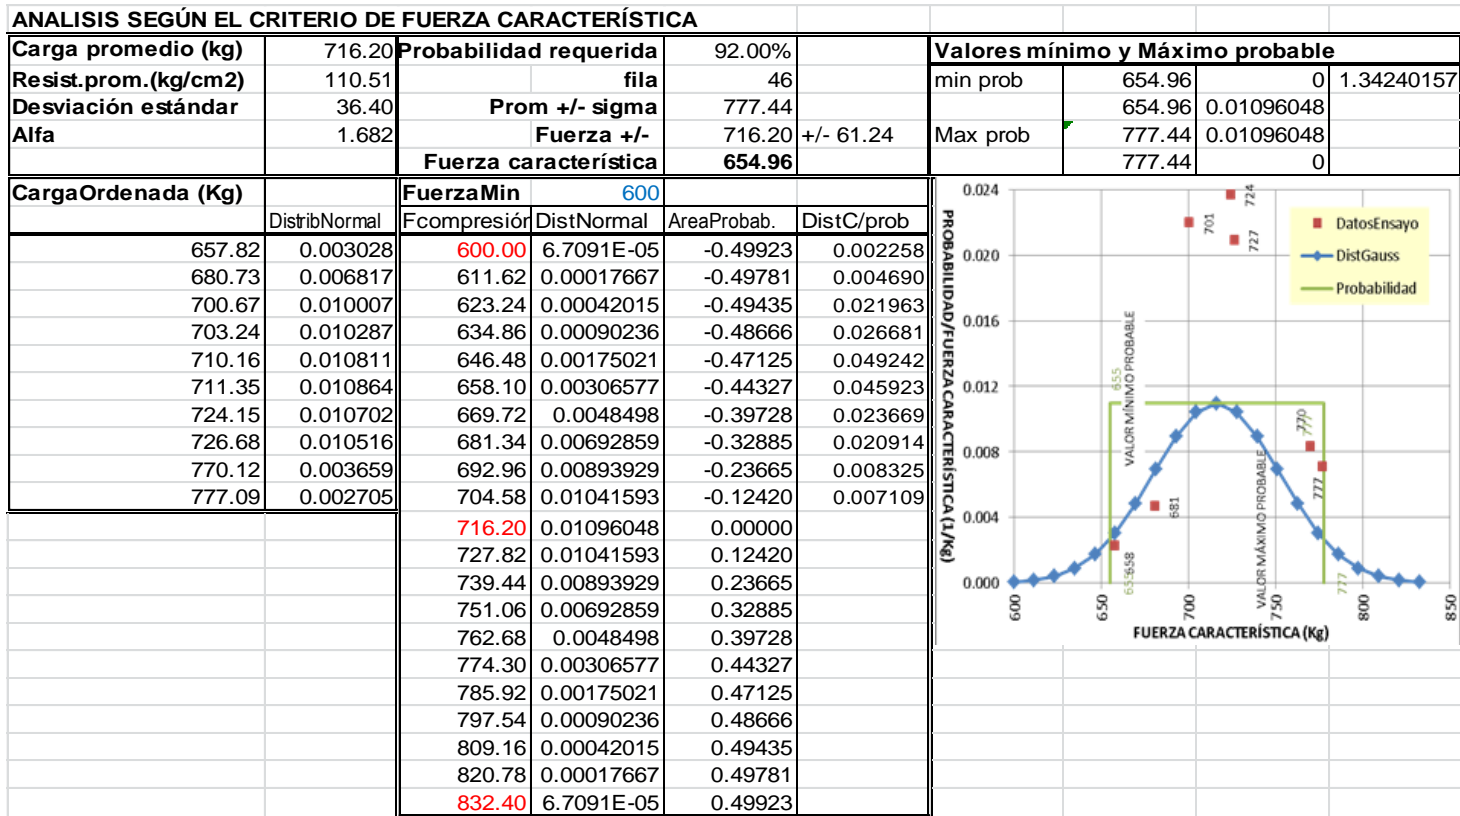 ANALISIS SEGÚN EL CRITERIO DE FUERZA CARACTERÍSTICA
Carga promedio (kg) 716.20 Probabilidad requerida 92.00% Valores mínimo y Máximo probable
Resist.prom.(kg/cm2) 110.51 fila 46 min prob 654.96 0 1.34240157
Desviación estándar 36.40 Prom +/- sigma 777.44 654.96 0.01096048
Alfa 1.682 Fuerza +/- 716.20 +/- 61.24 Max prob 777.44 0.01096048
Fuerza característica 654.96 777.44 0
CargaOrdenada (Kg) FuerzaMin 600
DistribNormal Fcompresión DistNormal AreaProbab. DistC/prob
657.82 0.003028 600.00 6.7091E-05 -0.49923 0.002258
680.73 0.006817 611.62 0.00017667 -0.49781 0.004690
700.67 0.010007 623.24 0.00042015 -0.49435 0.021963
703.24 0.010287 634.86 0.00090236 -0.48666 0.026681
710.16 0.010811 646.48 0.00175021 -0.47125 0.049242
711.35 0.010864 658.10 0.00306577 -0.44327 0.045923
724.15 0.010702 669.72 0.0048498 -0.39728 0.023669
726.68 0.010516 681.34 0.00692859 -0.32885 0.020914
770.12 0.003659 692.96 0.00893929 -0.23665 0.008325
777.09 0.002705 704.58 0.01041593 -0.12420 0.007109
716.20 0.01096048 0.00000
727.82 0.01041593 0.12420
739.44 0.00893929 0.23665
751.06 0.00692859 0.32885
762.68 0.0048498 0.39728
774.30 0.00306577 0.44327
785.92 0.00175021 0.47125
797.54 0.00090236 0.48666
809.16 0.00042015 0.49435
820.78 0.00017667 0.49781
832.40 6.7091E-05 0.49923
PROBABILIDAD/FUERZA CARACTERÍSTICA (1/Kg)
0.024
0.020
0.016
0.012
0.008
0.004
0.000
701
724
727
DatosEnsayo
DistGauss
Probabilidad
655
VALOR MÍNIMO PROBABLE
770
777
777
681
VALOR MÁXIMO PROBABLE
655
658
777
600
650
700
750
800
850
FUERZA CARACTERÍSTICA (Kg)